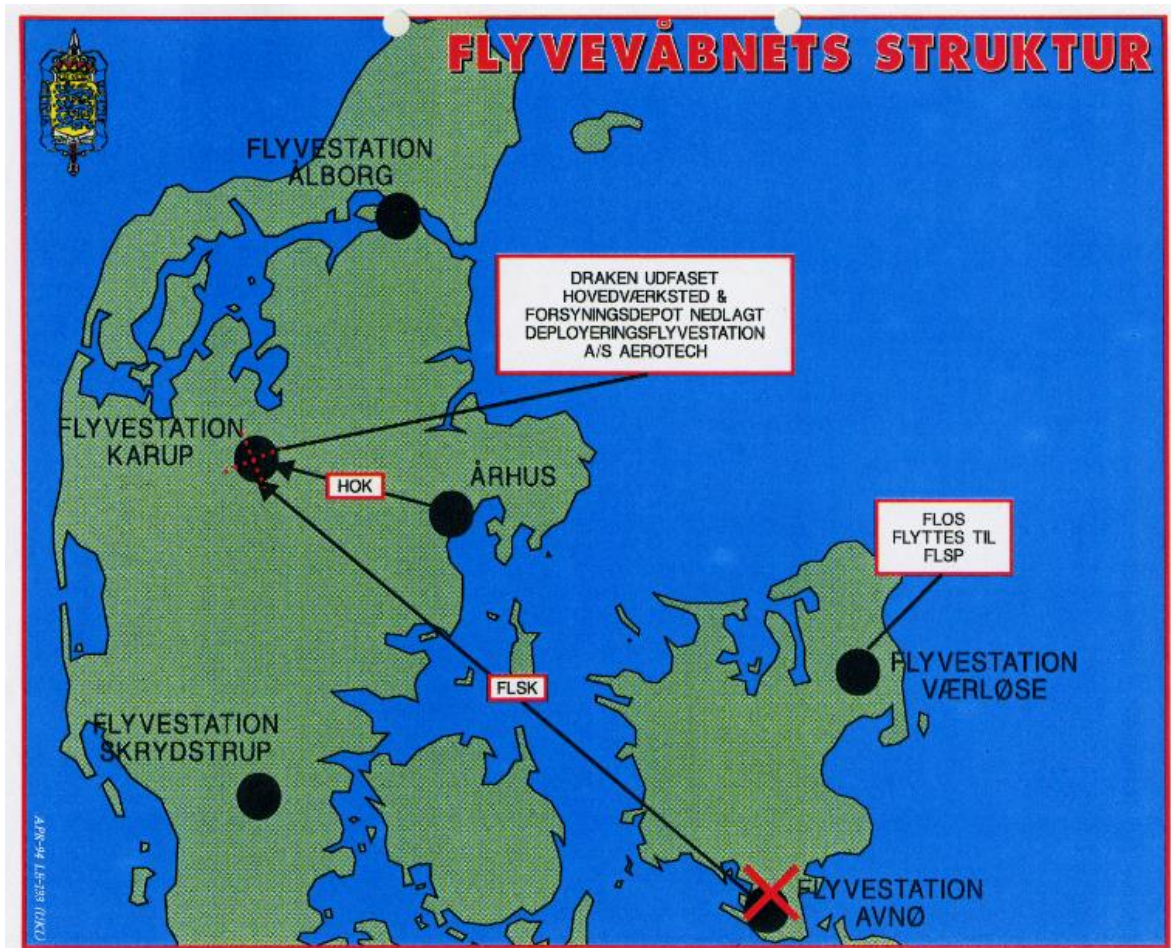 FLYVEVÅBNETS STRUKTUR
FLYVESTATION
ÅLBORG
DRAKEN UDFASET
HOVEDVÆRKSTED &
FORSYNINGSDEPOT NEDLAGT
DEPLOYERINGSFLYVESTATION
A/S AEROTECH
FLYVESTATION
KARUP
HOK
ÅRHUS
FLOS
FLYTTES TIL
FLSP
FLYVESTATION
VÆRLØSE
FLSK
FLYVESTATION
SKRYDSTRUP
FLYVESTATION
AVNØ